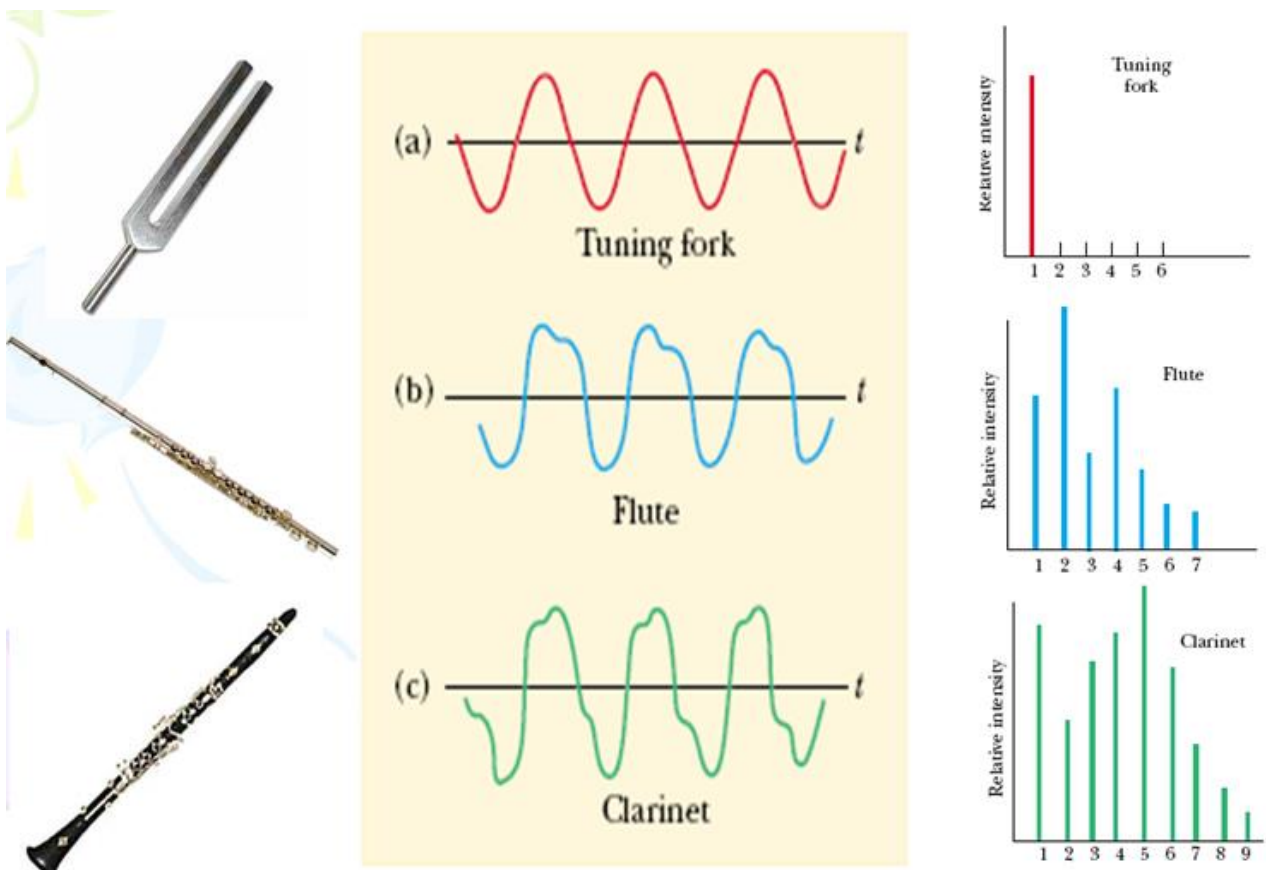 (a)
t
Tuning fork
(b)
t
Flute
(c)
t
Clarinet
Relative intensity
Tuning
fork
1 2 3 4 5 6
Relative intensity
Flute
1 2 3 4 5 6 7
Relative intensity
Clarinet
1 2 3 4 5 6 7 8 9